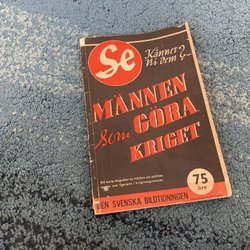 Se
Känner
ni dem?
MÄNNEN
som GÖRA
KRIGET
75
öre
DEN SVENSKA BILDTIDNINGEN